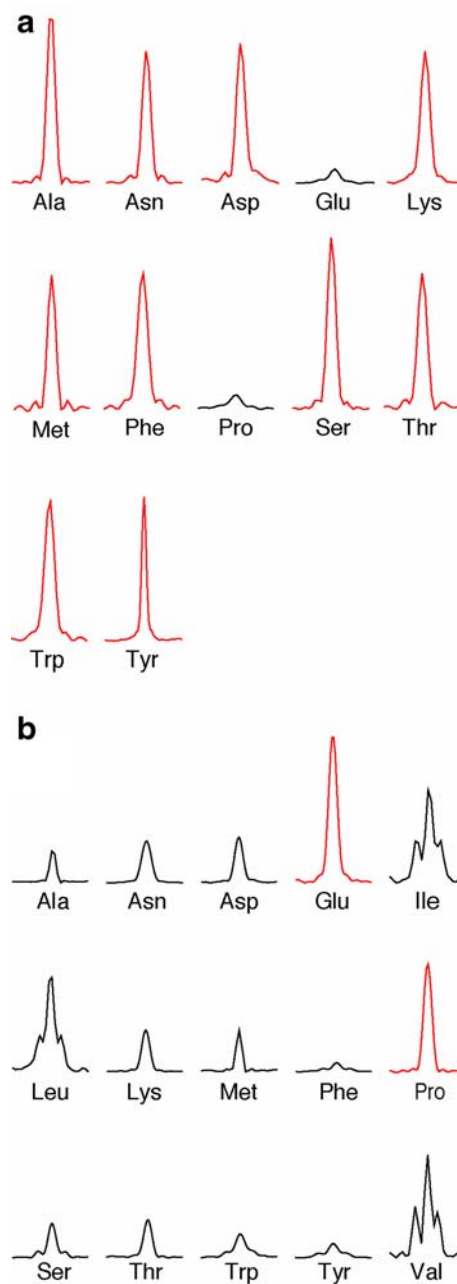 a
Ala Asn Asp Glu Lys
Met Phe Pro Ser Thr
Trp Tyr
b
Ala Asn Asp Glu Ile
Leu Lys Met Phe Pro
Ser Thr Trp Tyr Val